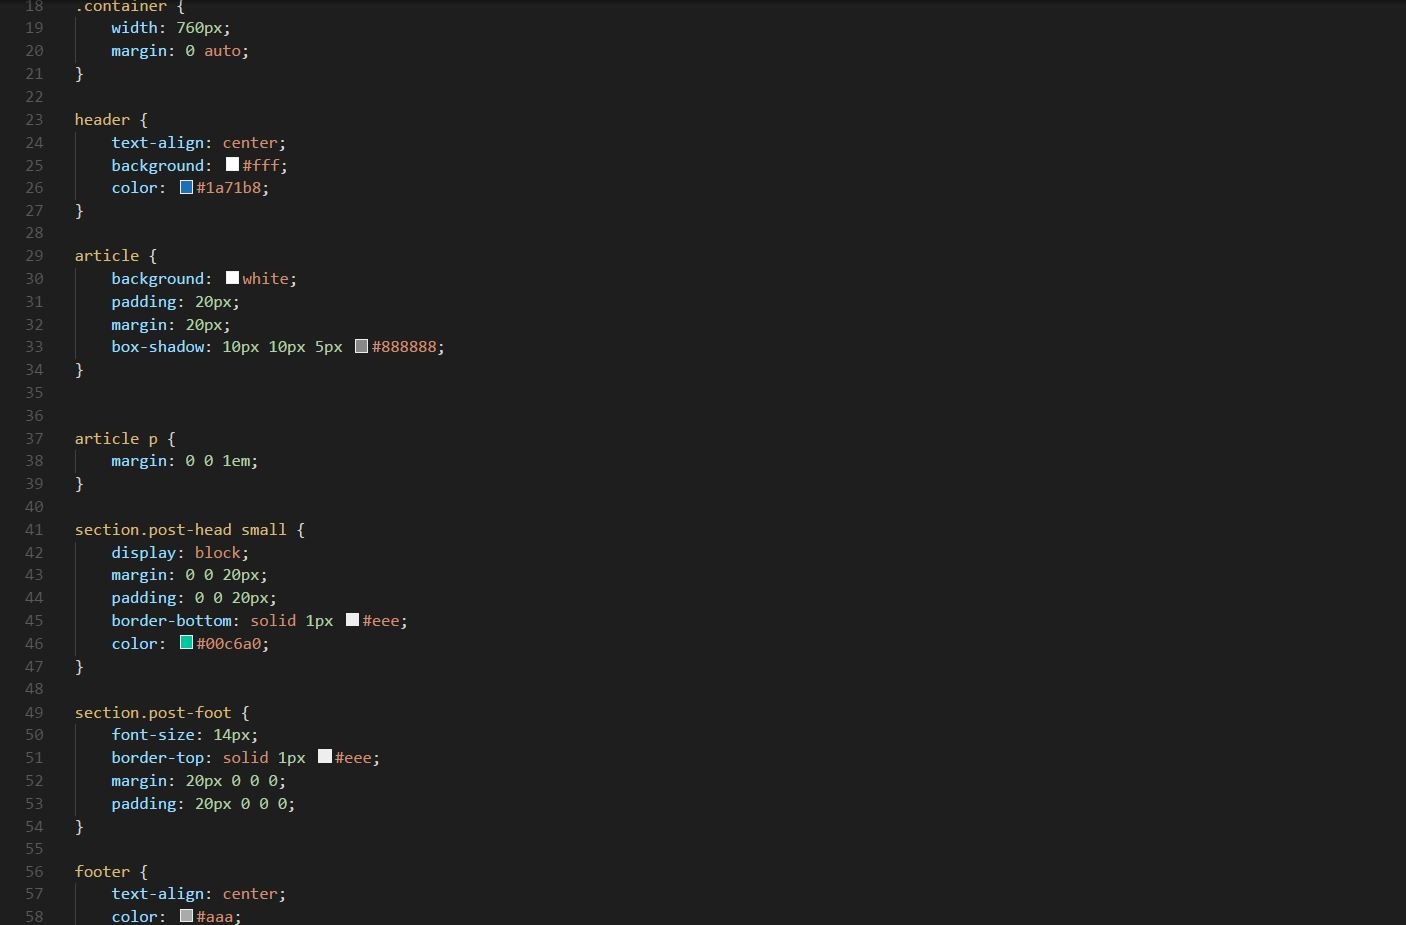 18 .container {
19     width: 760px;
20     margin: 0 auto;
21 }
22
23 header {
24     text-align: center;
25     background: #fff;
26     color: #1a71b8;
27 }
28
29 article {
30     background: white;
31     padding: 20px;
32     margin: 20px;
33     box-shadow: 10px 10px 5px #888888;
34 }
35
36
37 article p {
38     margin: 0 0 1em;
39 }
40
41 section.post-head small {
42     display: block;
43     margin: 0 0 20px;
44     padding: 0 0 20px;
45     border-bottom: solid 1px #eee;
46     color: #00c6a0;
47 }
48
49 section.post-foot {
50     font-size: 14px;
51     border-top: solid 1px #eee;
52     margin: 20px 0 0 0;
53     padding: 20px 0 0 0;
54 }
55
56 footer {
57     text-align: center;
58     color: #aaa;